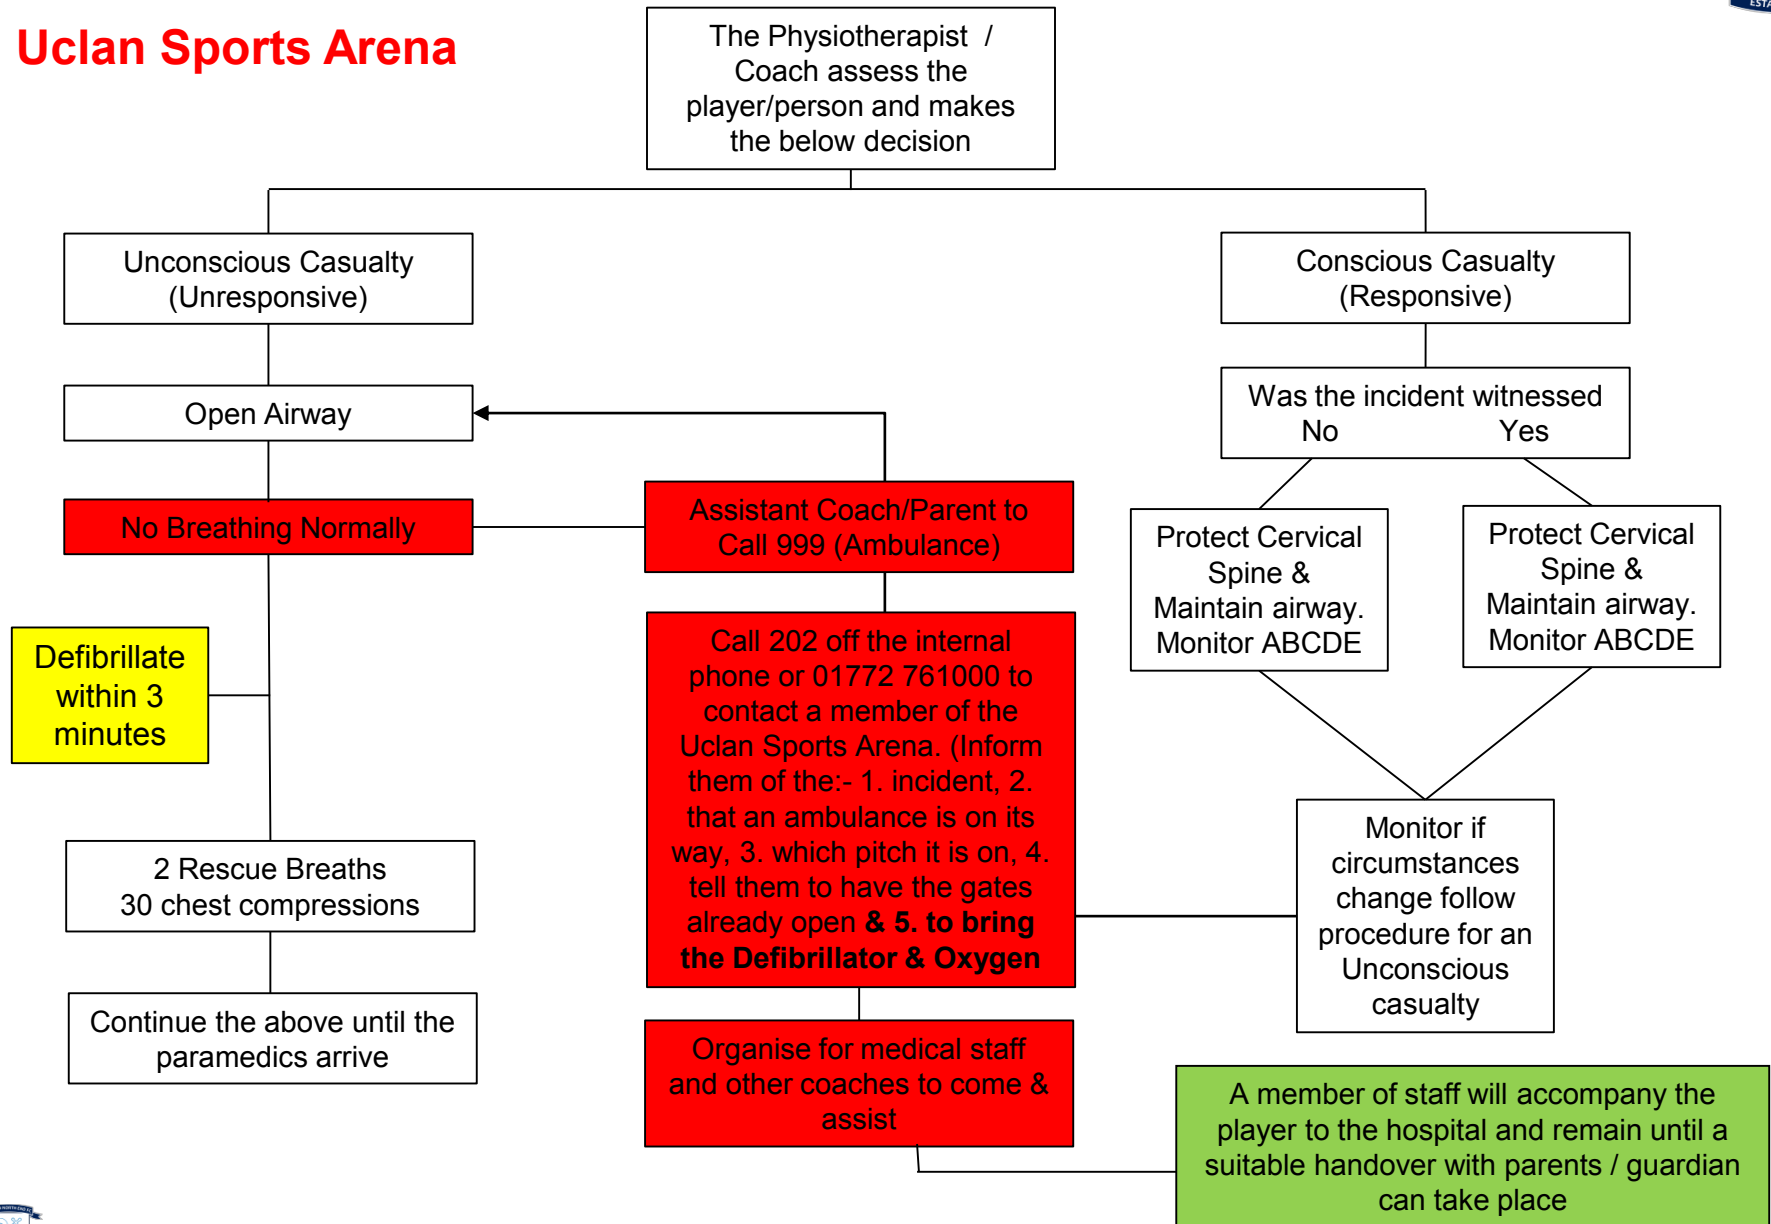 Uclan Sports Arena
The Physiotherapist /
Coach assess the
player/person and makes
the below decision
Unconscious Casualty
(Unresponsive)
Conscious Casualty
(Responsive)
Open Airway
Was the incident witnessed
No Yes
No Breathing Normally
Assistant Coach/Parent to
Call 999 (Ambulance)
Protect Cervical
Spine &
Maintain airway.
Monitor ABCDE
Protect Cervical
Spine &
Maintain airway.
Monitor ABCDE
Defibrillate
within 3
minutes
Call 202 off the internal
phone or 01772 761000 to
contact a member of the
Uclan Sports Arena. (Inform
them of the:- 1. incident, 2.
that an ambulance is on its
way, 3. which pitch it is on, 4.
tell them to have the gates
already open & 5. to bring
the Defibrillator & Oxygen
2 Rescue Breaths
30 chest compressions
Monitor if
circumstances
change follow
procedure for an
Unconscious
casualty
Continue the above until the
paramedics arrive
Organise for medical staff
and other coaches to come &
assist
A member of staff will accompany the
player to the hospital and remain until a
suitable handover with parents / guardian
can take place